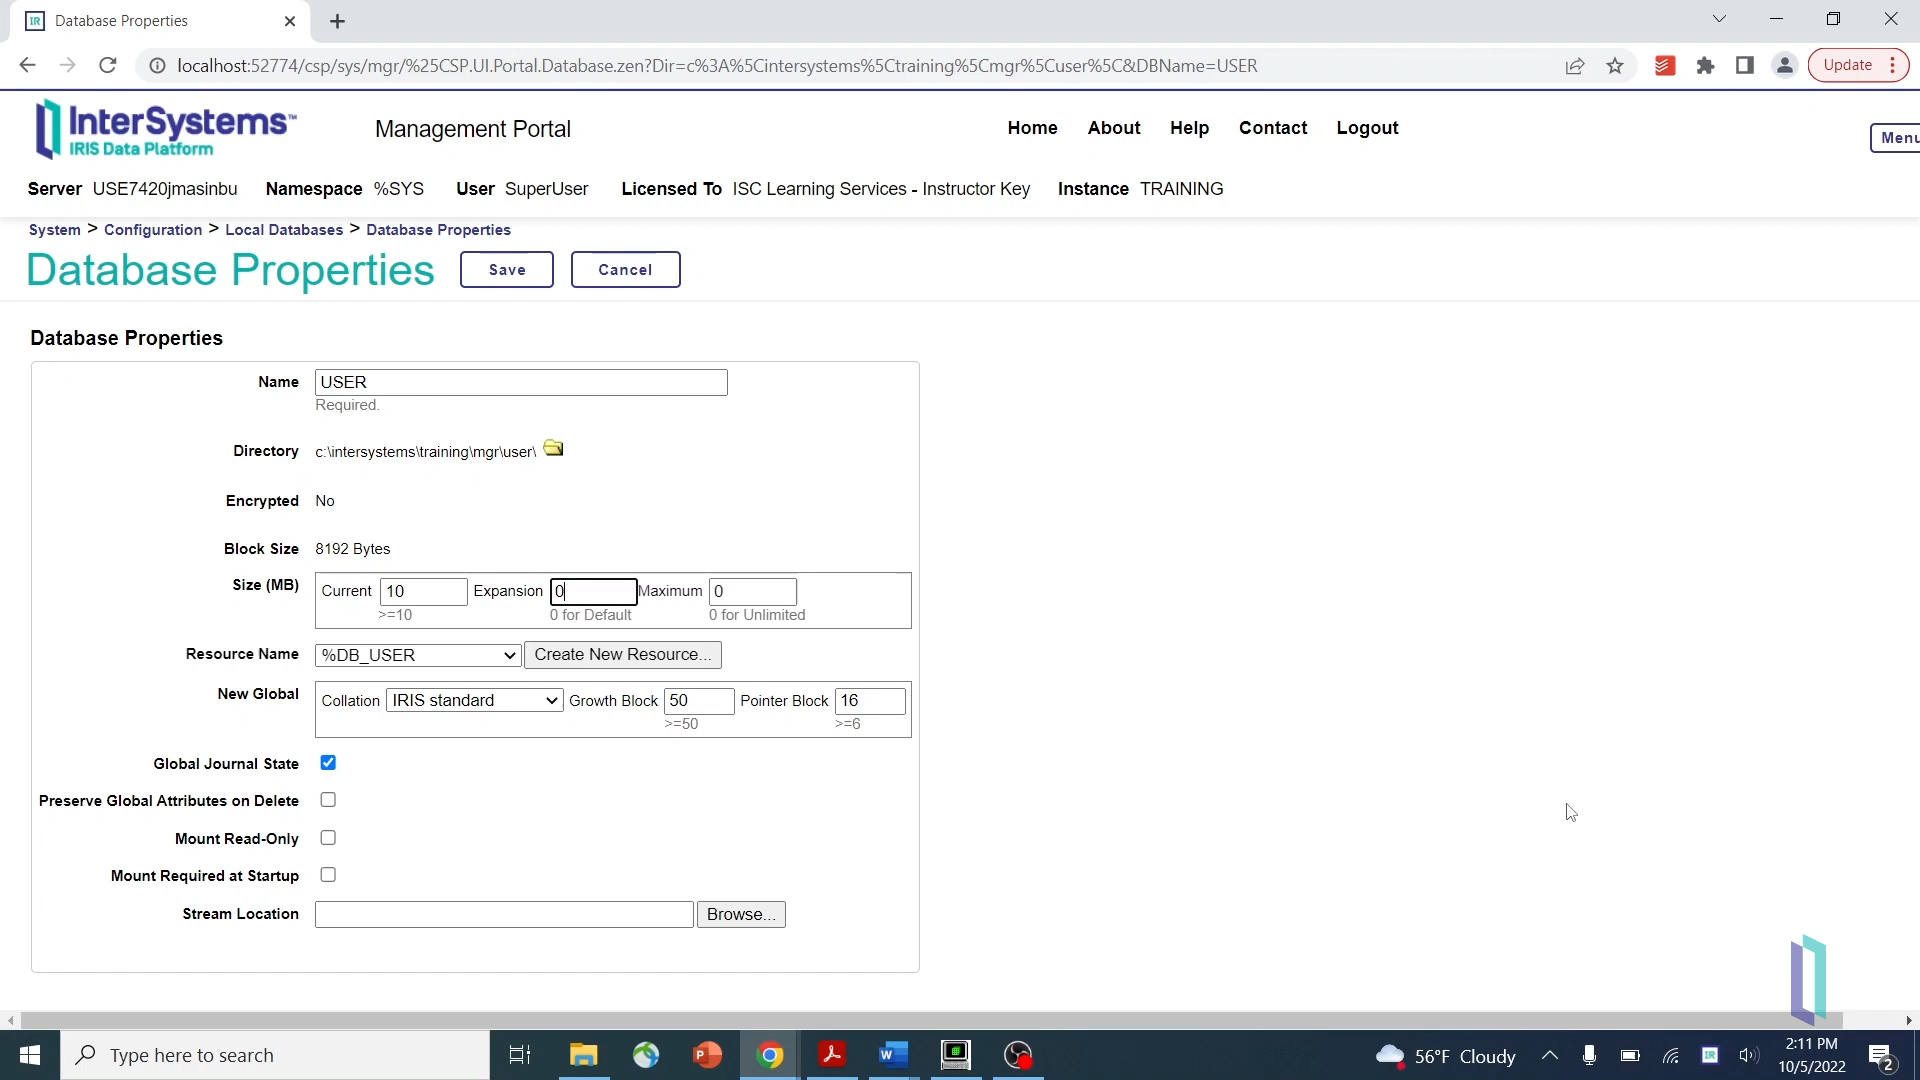 IR Database Properties
localhost:52774/csp/sys/mgr/%25CSP.UI.Portal.Database.zen?Dir=c%3A%5Cintersystems%5Ctraining%5Cmgr%5Cuser%5C&DBName=USER
Update
InterSystems™
IRIS Data Platform
Management Portal
Home About Help Contact Logout
Menu
Server USE7420jmasinbu Namespace %SYS User SuperUser Licensed To ISC Learning Services - Instructor Key Instance TRAINING
System > Configuration > Local Databases > Database Properties
Database Properties Save Cancel
Database Properties
Name USER
Required.
Directory c:\intersystems\training\mgr\user\
Encrypted No
Block Size 8192 Bytes
Size (MB) Current 10 Expansion 0 Maximum 0
>=10 0 for Default 0 for Unlimited
Resource Name %DB_USER Create New Resource...
New Global Collation IRIS standard Growth Block 50 Pointer Block 16
>=50 >=6
Global Journal State
Preserve Global Attributes on Delete
Mount Read-Only
Mount Required at Startup
Stream Location Browse...
Type here to search
56°F Cloudy
IR
2:11 PM
10/5/2022
2